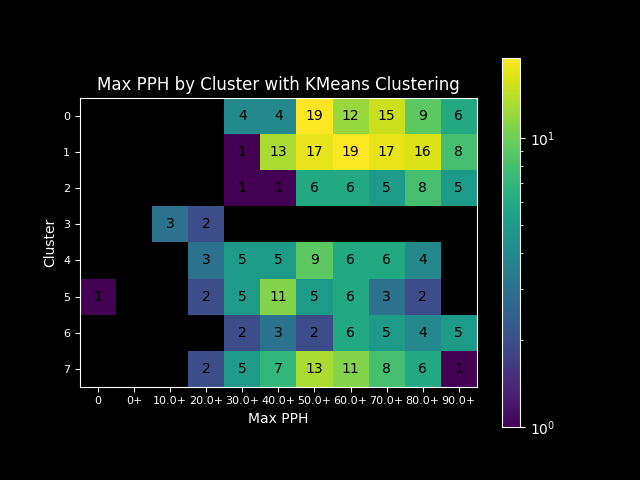 Max PPH by Cluster with KMeans Clustering
0 4 4 19 12 15 9 6
1 1 13 17 19 17 16 8
2 1 1 6 6 5 8 5
3 3 2
4 3 5 5 9 6 6 4
5 1 2 5 11 5 6 3 2
6 2 3 2 6 5 4 5
7 2 5 7 13 11 8 6 1
Cluster
0 0+ 10.0+ 20.0+ 30.0+ 40.0+ 50.0+ 60.0+ 70.0+ 80.0+ 90.0+
Max PPH
10¹
10⁰